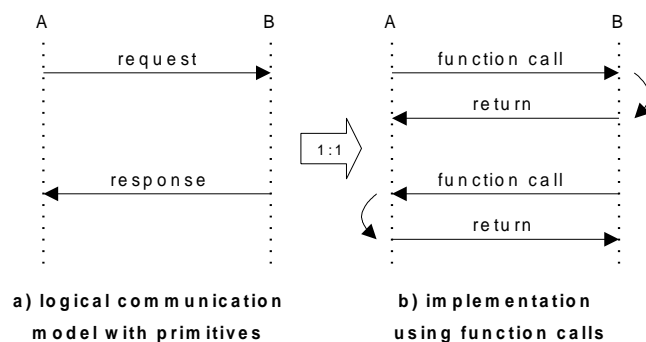 A B A B
request function call
return
1:1
response function call
return
a) logical communication
model with primitives
b) implementation
using function calls